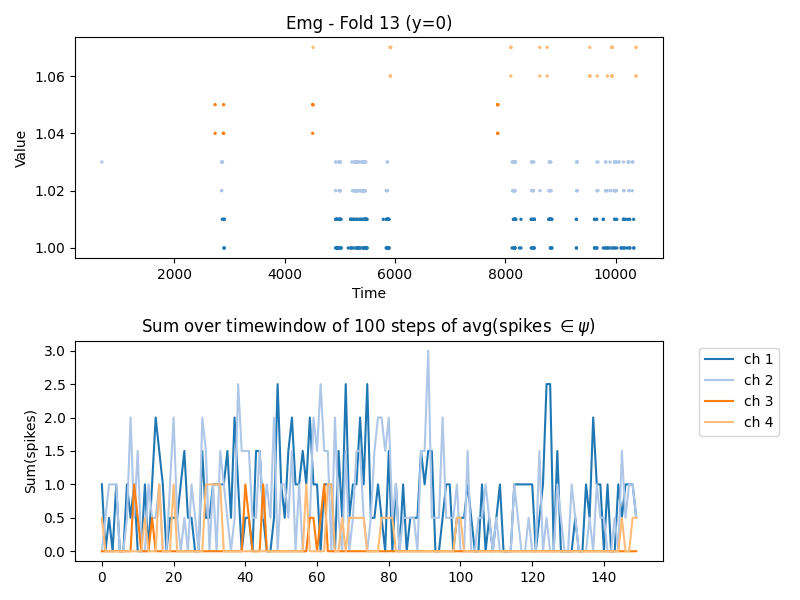 Emg - Fold 13 (y=0)
Value
1.06
1.04
1.02
1.00
2000 4000 6000 8000 10000
Time
Sum over timewindow of 100 steps of avg(spikes ∈ ψ)
Sum(spikes)
3.0
2.5
2.0
1.5
1.0
0.5
0.0
0 20 40 60 80 100 120 140
ch 1
ch 2
ch 3
ch 4